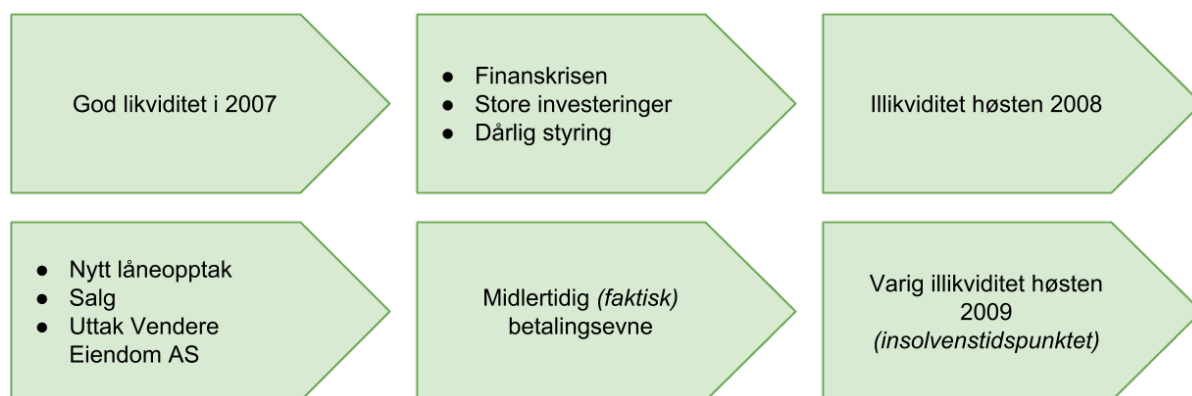 God likviditet i 2007
● Finanskrisen
● Store investeringer
● Dårlig styring
Illikviditet høsten 2008
● Nytt låneopptak
● Salg
● Uttak Vendere
Eiendom AS
Midlertidig (faktisk)
betalingsevne
Varig illikviditet høsten
2009
(insolvenstidspunktet)